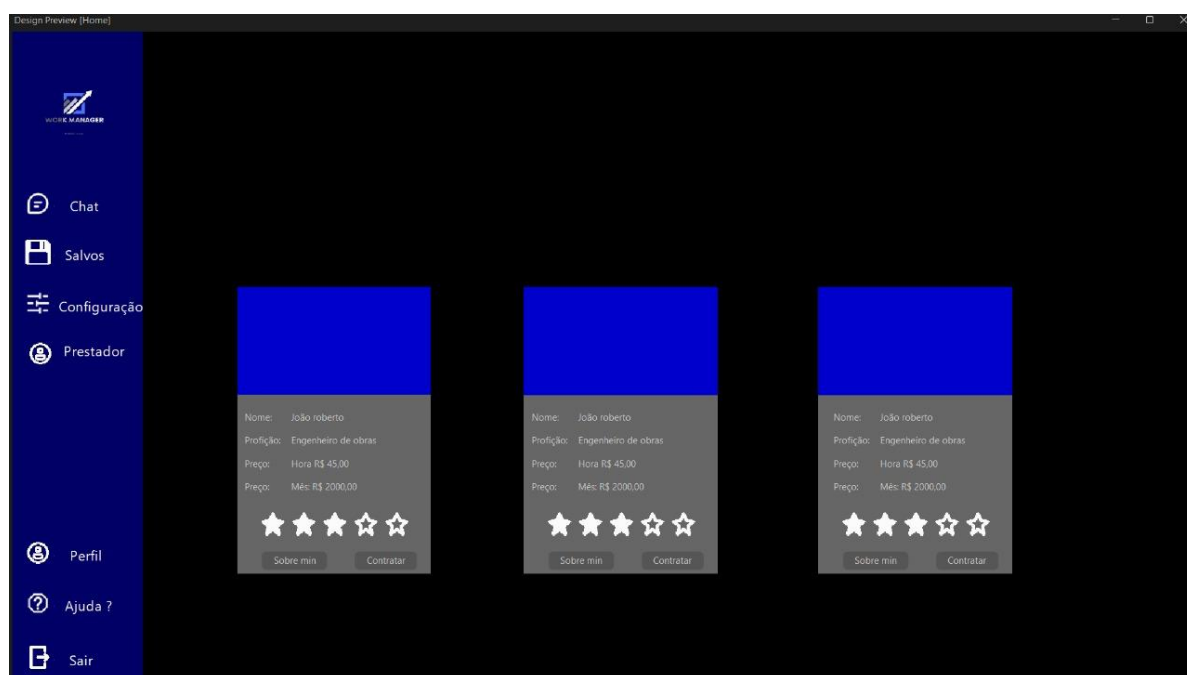 Design Preview [Home]
WORK MANAGER
Chat
Salvos
Configuração
Prestador
Perfil
Ajuda ?
Sair
Nome: João roberto
Profição: Engenheiro de obras
Preço: Hora R$ 45,00
Preço: Mês: R$ 2000,00
Sobre min Contratar
Nome: João roberto
Profição: Engenheiro de obras
Preço: Hora R$ 45,00
Preço: Mês: R$ 2000,00
Sobre min Contratar
Nome: João roberto
Profição: Engenheiro de obras
Preço: Hora R$ 45,00
Preço: Mês: R$ 2000,00
Sobre min Contratar